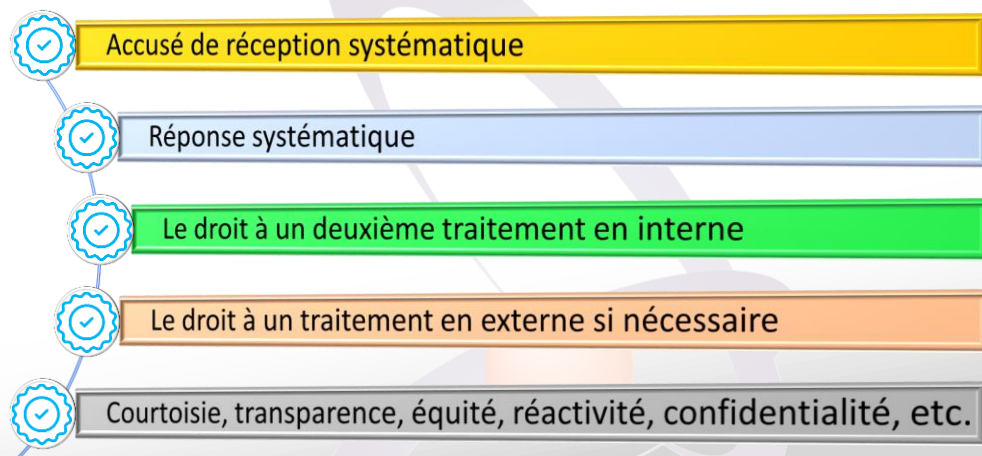 Accusé de réception systématique
Réponse systématique
Le droit à un deuxième traitement en interne
Le droit à un traitement en externe si nécessaire
Courtoisie, transparence, équité, réactivité, confidentialité, etc.